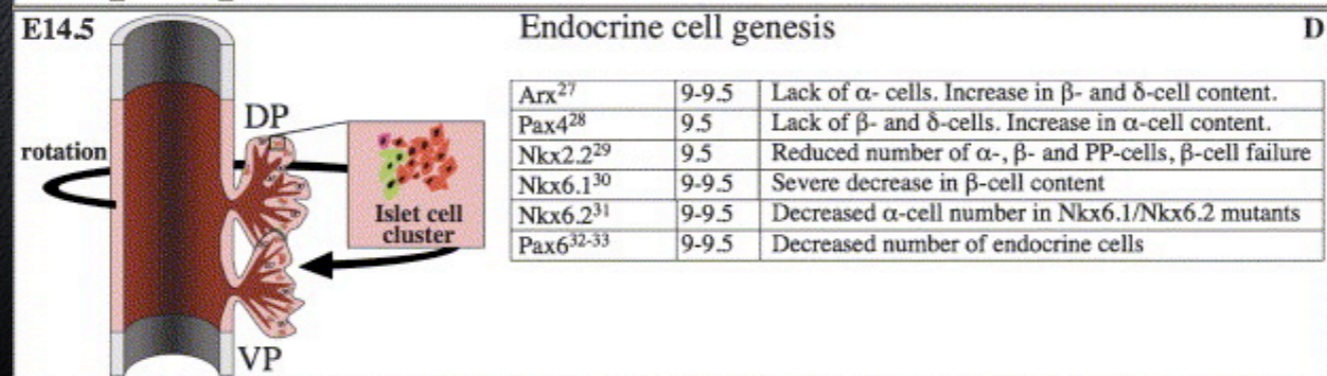 E14.5
Endocrine cell genesis
D
DP
rotation
Islet cell
cluster
VP
Arx²⁷ 9-9.5 Lack of α- cells. Increase in β- and δ-cell content.
Pax4²⁸ 9.5 Lack of β- and δ-cells. Increase in α-cell content.
Nkx2.2²⁹ 9.5 Reduced number of α-, β- and PP-cells, β-cell failure
Nkx6.1³⁰ 9-9.5 Severe decrease in β-cell content
Nkx6.2³¹ 9-9.5 Decreased α-cell number in Nkx6.1/Nkx6.2 mutants
Pax6³²⁻³³ 9-9.5 Decreased number of endocrine cells